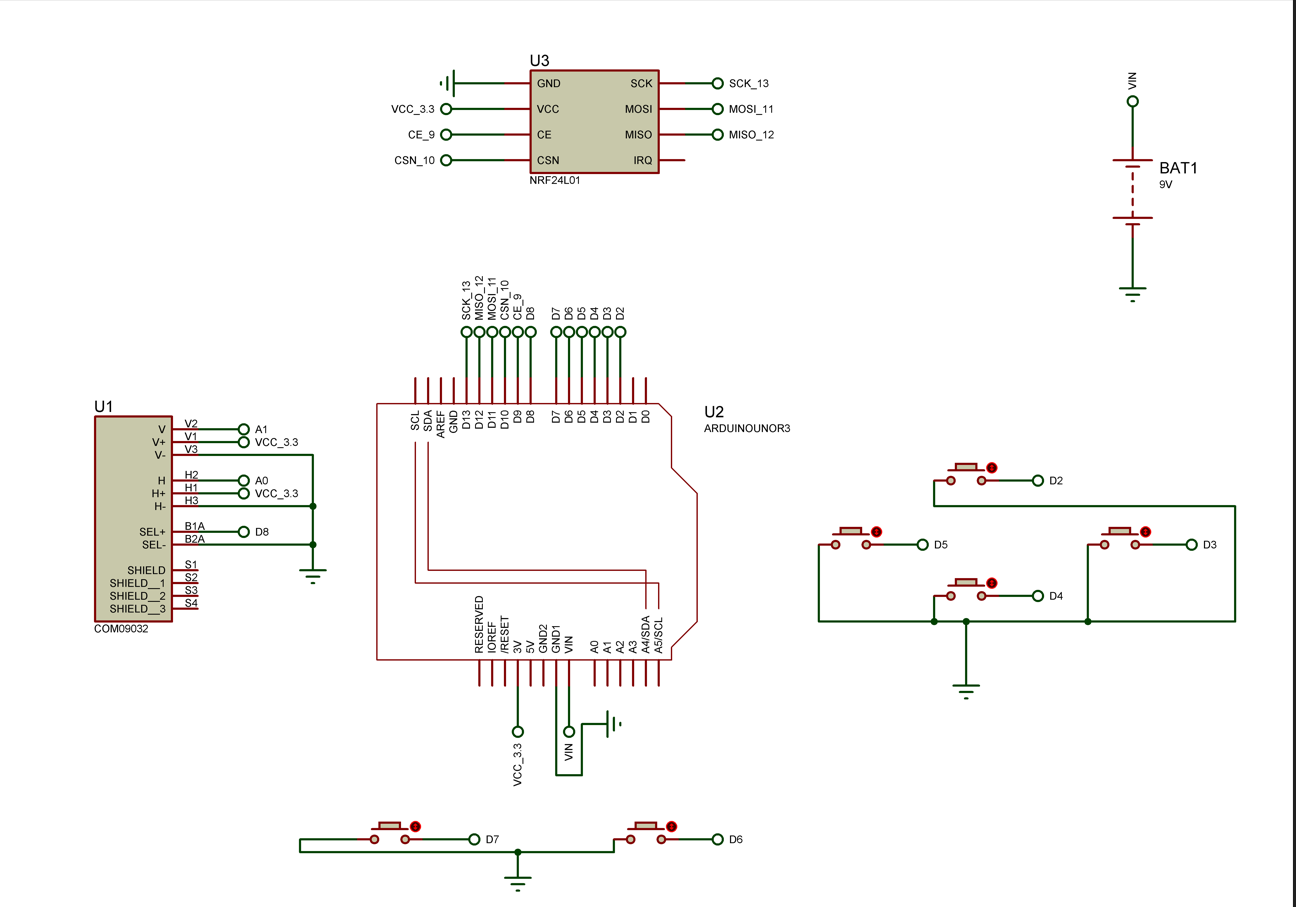 U3
GND SCK SCK_13
VCC_3.3 VCC MOSI MOSI_11
CE_9 CE MISO MISO_12
CSN_10 CSN IRQ
NRF24L01
VIN
BAT1
9V
SCK_13 MISO_12 MOSI_11 CSN_10 CE_9 D8 D7 D6 D5 D4 D3 D2
SCL SDA AREF GND D13 D12 D11 D10 D9 D8 D7 D6 D5 D4 D3 D2 D1 D0
U2
ARDUINOUNOR3
U1
V V2 A1
V+ V1 VCC_3.3
V- V3
H H2 A0
H+ H1 VCC_3.3
H- H3
SEL+ B1A D8
SEL- B2A
SHIELD S1
SHIELD__1 S2
SHIELD__2 S3
SHIELD__3 S4
COM09032
D2
D5
D3
D4
RESERVED IOREF /RESET 3V 5V GND2 GND1 VIN A0 A1 A2 A3 A4/SDA A5/SCL
VCC_3.3 VIN
D7
D6